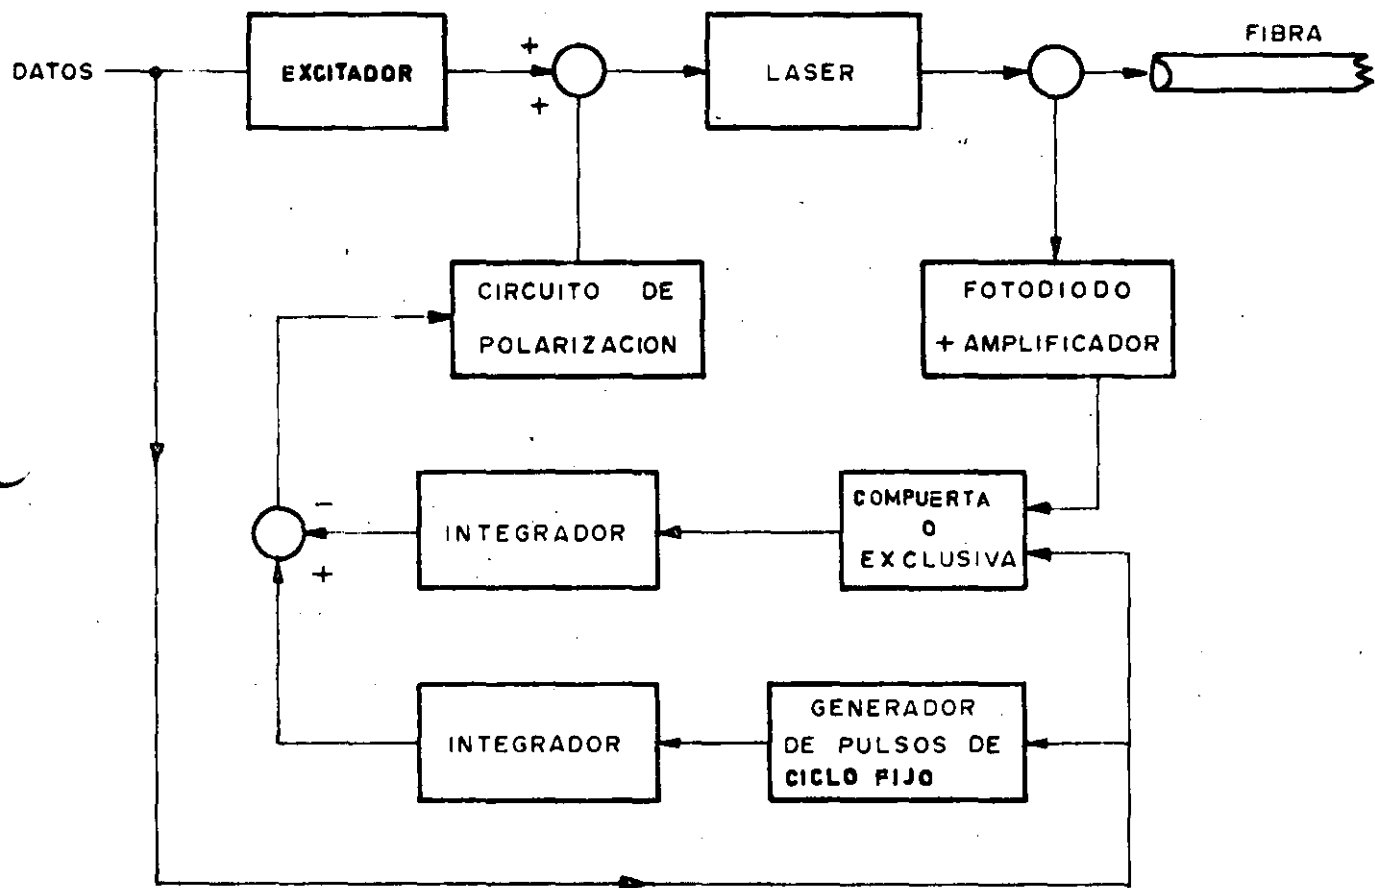 FIBRA
DATOS
EXCITADOR
+
+
LASER
CIRCUITO DE
POLARIZACION
FOTODIODO
+ AMPLIFICADOR
-
+
INTEGRADOR
COMPUERTA
O
EXCLUSIVA
INTEGRADOR
GENERADOR
DE PULSOS DE
CICLO FIJO